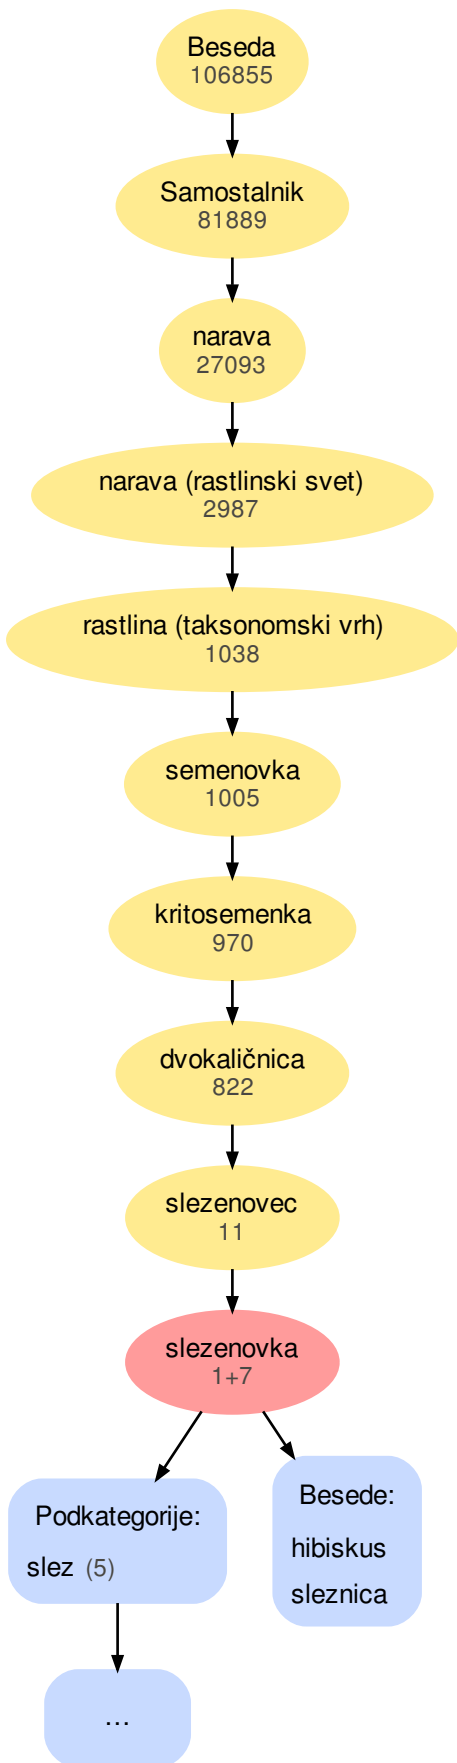 Beseda
106855
Samostalnik
81889
narava
27093
narava (rastlinski svet)
2987
rastlina (taksonomski vrh)
1038
semenovka
1005
kritosemenka
970
dvokaličnica
822
slezenovec
11
slezenovka
1+7
Podkategorije:
slez (5)
Besede:
hibiskus
sleznica
...